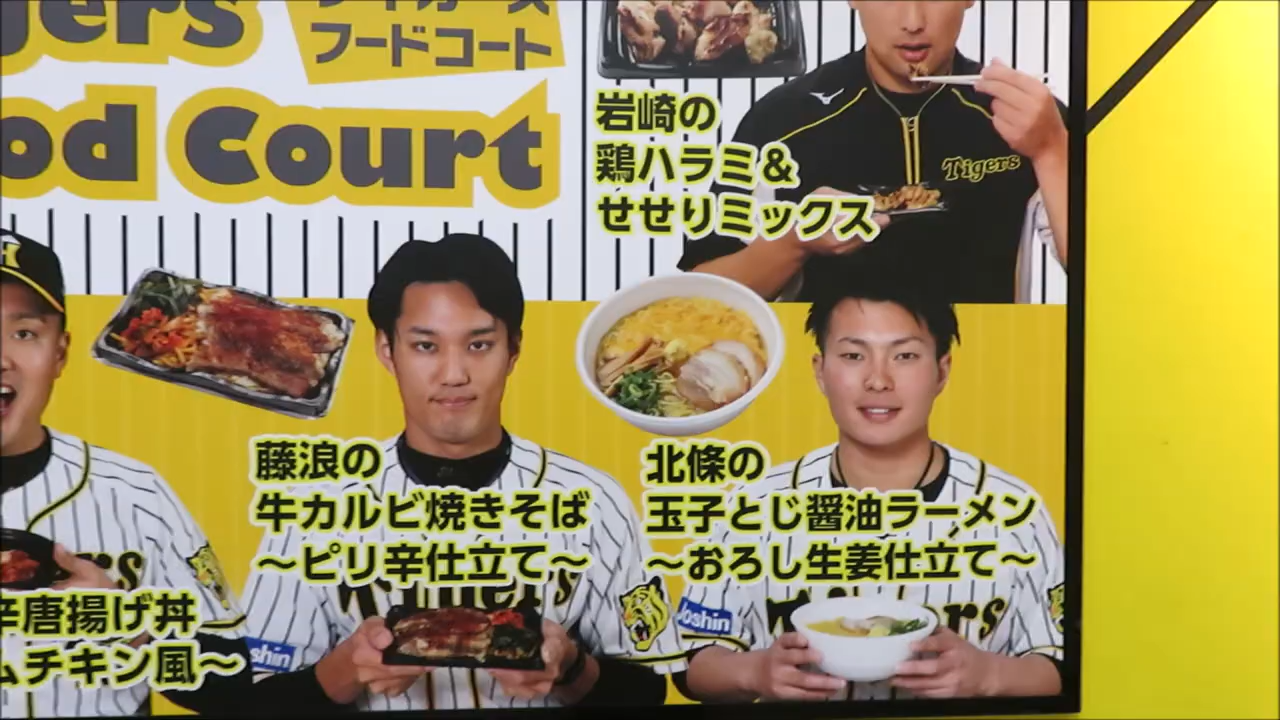 フードコート
Court
岩崎の
鶏ハラミ&
せせりミックス
Tigers
藤浪の
牛カルビ焼きそば
～ピリ辛仕立て～
北條の
玉子とじ醤油ラーメン
～おろし生姜仕立て～
辛唐揚げ丼
ムチキン風～
Joshin